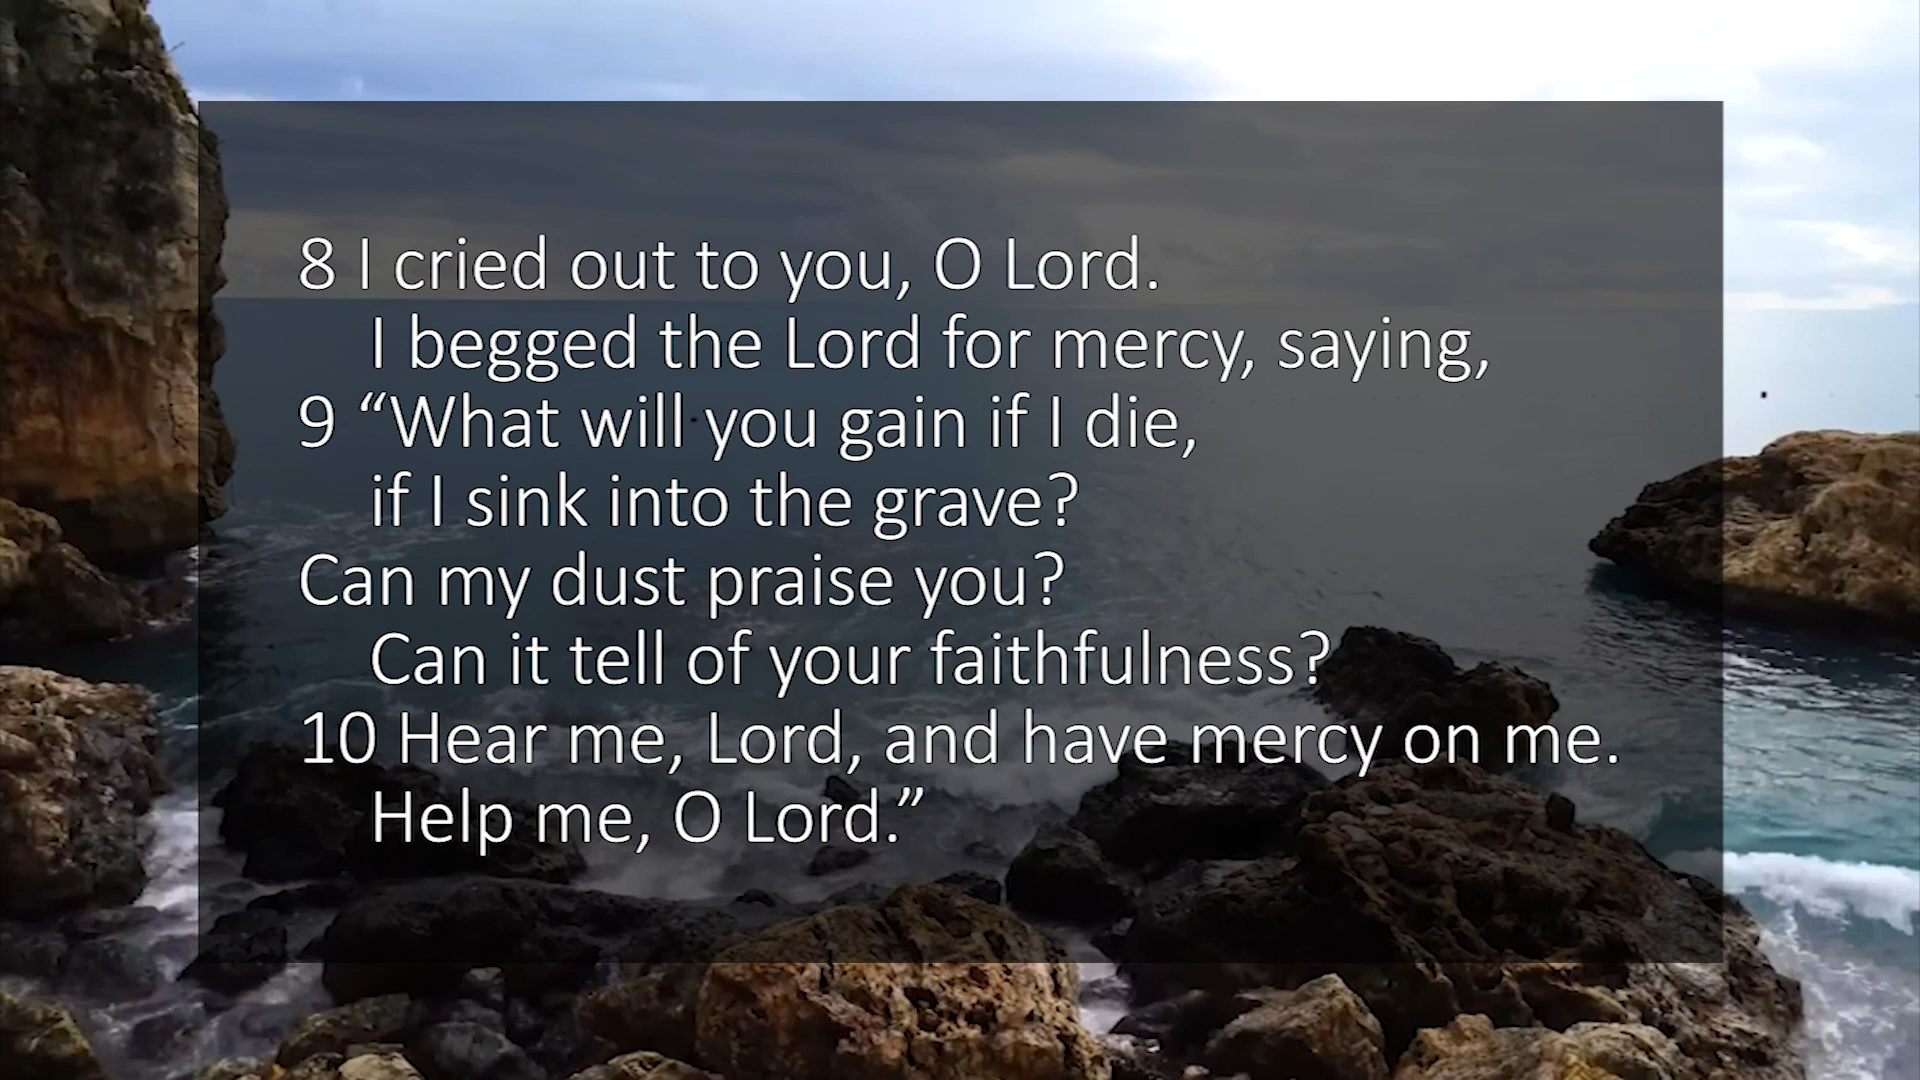 8 I cried out to you, O Lord.
I begged the Lord for mercy, saying,
9 “What will you gain if I die,
if I sink into the grave?
Can my dust praise you?
Can it tell of your faithfulness?
10 Hear me, Lord, and have mercy on me.
Help me, O Lord.”